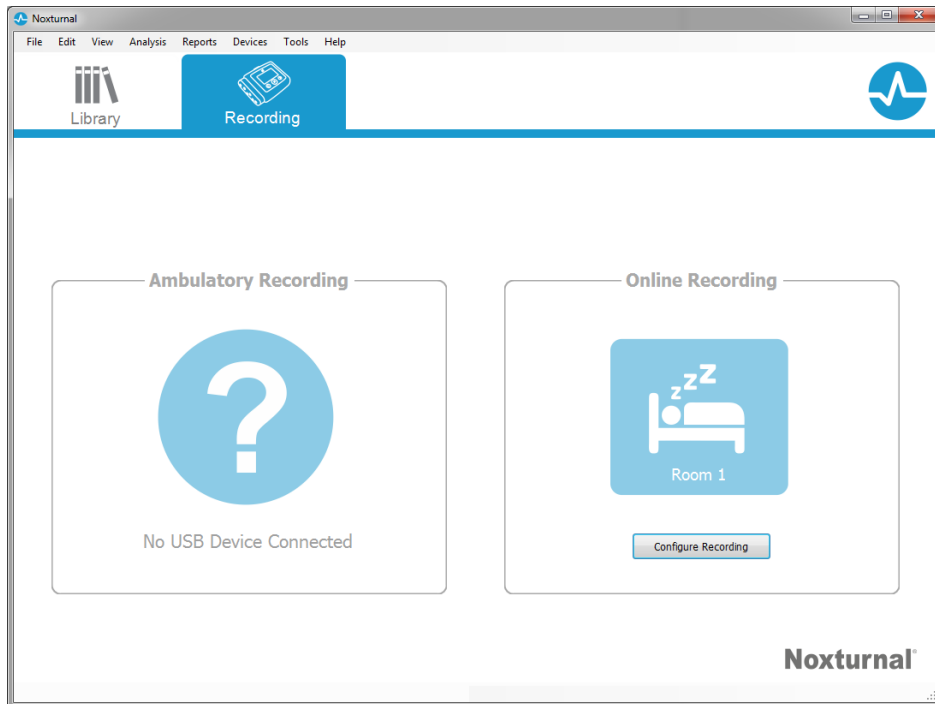 Noxturnal
File Edit View Analysis Reports Devices Tools Help
Library
Recording
Ambulatory Recording
?
No USB Device Connected
Online Recording
z z Z
Room 1
Configure Recording
Noxturnal®